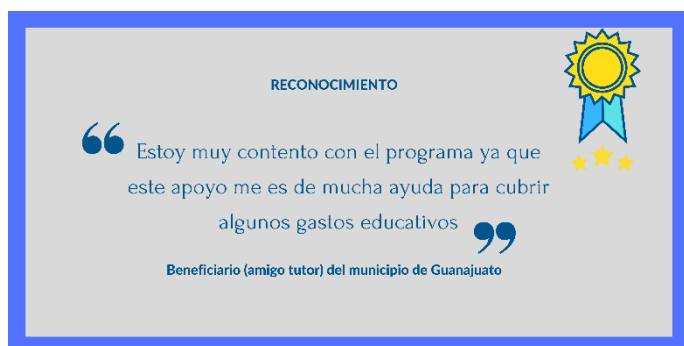 RECONOCIMIENTO
“ Estoy muy contento con el programa ya que
este apoyo me es de mucha ayuda para cubrir
algunos gastos educativos ”
Beneficiario (amigo tutor) del municipio de Guanajuato